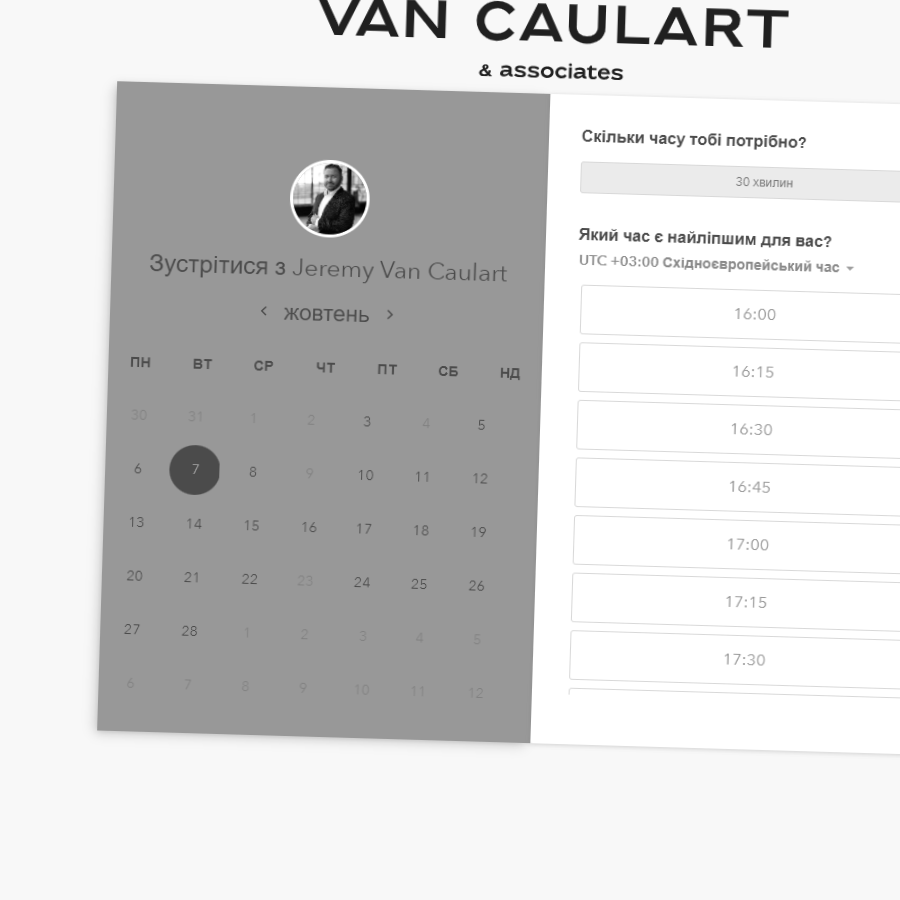 VAN CAULART
& associates
Зустрітися з Jeremy Van Caulart
жовтень
ПН ВТ СР ЧТ ПТ СБ НД
30 31 1 2 3 4 5
6 7 8 9 10 11 12
13 14 15 16 17 18 19
20 21 22 23 24 25 26
27 28 1 2 3 4 5
6 7 8 9 10 11 12
Скільки часу тобі потрібно?
30 хвилин
Який час є найліпшим для вас?
UTC +03:00 Східноєвропейський час
16:00
16:15
16:30
16:45
17:00
17:15
17:30